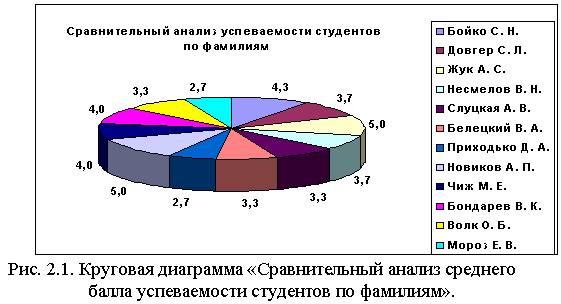 Сравнительный анализ успеваемости студентов
по фамилиям
4,3
3,7
5,0
3,7
3,3
3,3
2,7
5,0
4,0
4,0
3,3
2,7
Бойко С. Н.
Довгер С. Л.
Жук А. С.
Несмелов В. Н.
Слуцкая А. В.
Белецкий В. А.
Приходько Д. А.
Новиков А. П.
Чиж М. Е.
Бондарев В. К.
Волк О. Б.
Мороз Е. В.
Рис. 2.1. Круговая диаграмма «Сравнительный анализ среднего
балла успеваемости студентов по фамилиям».